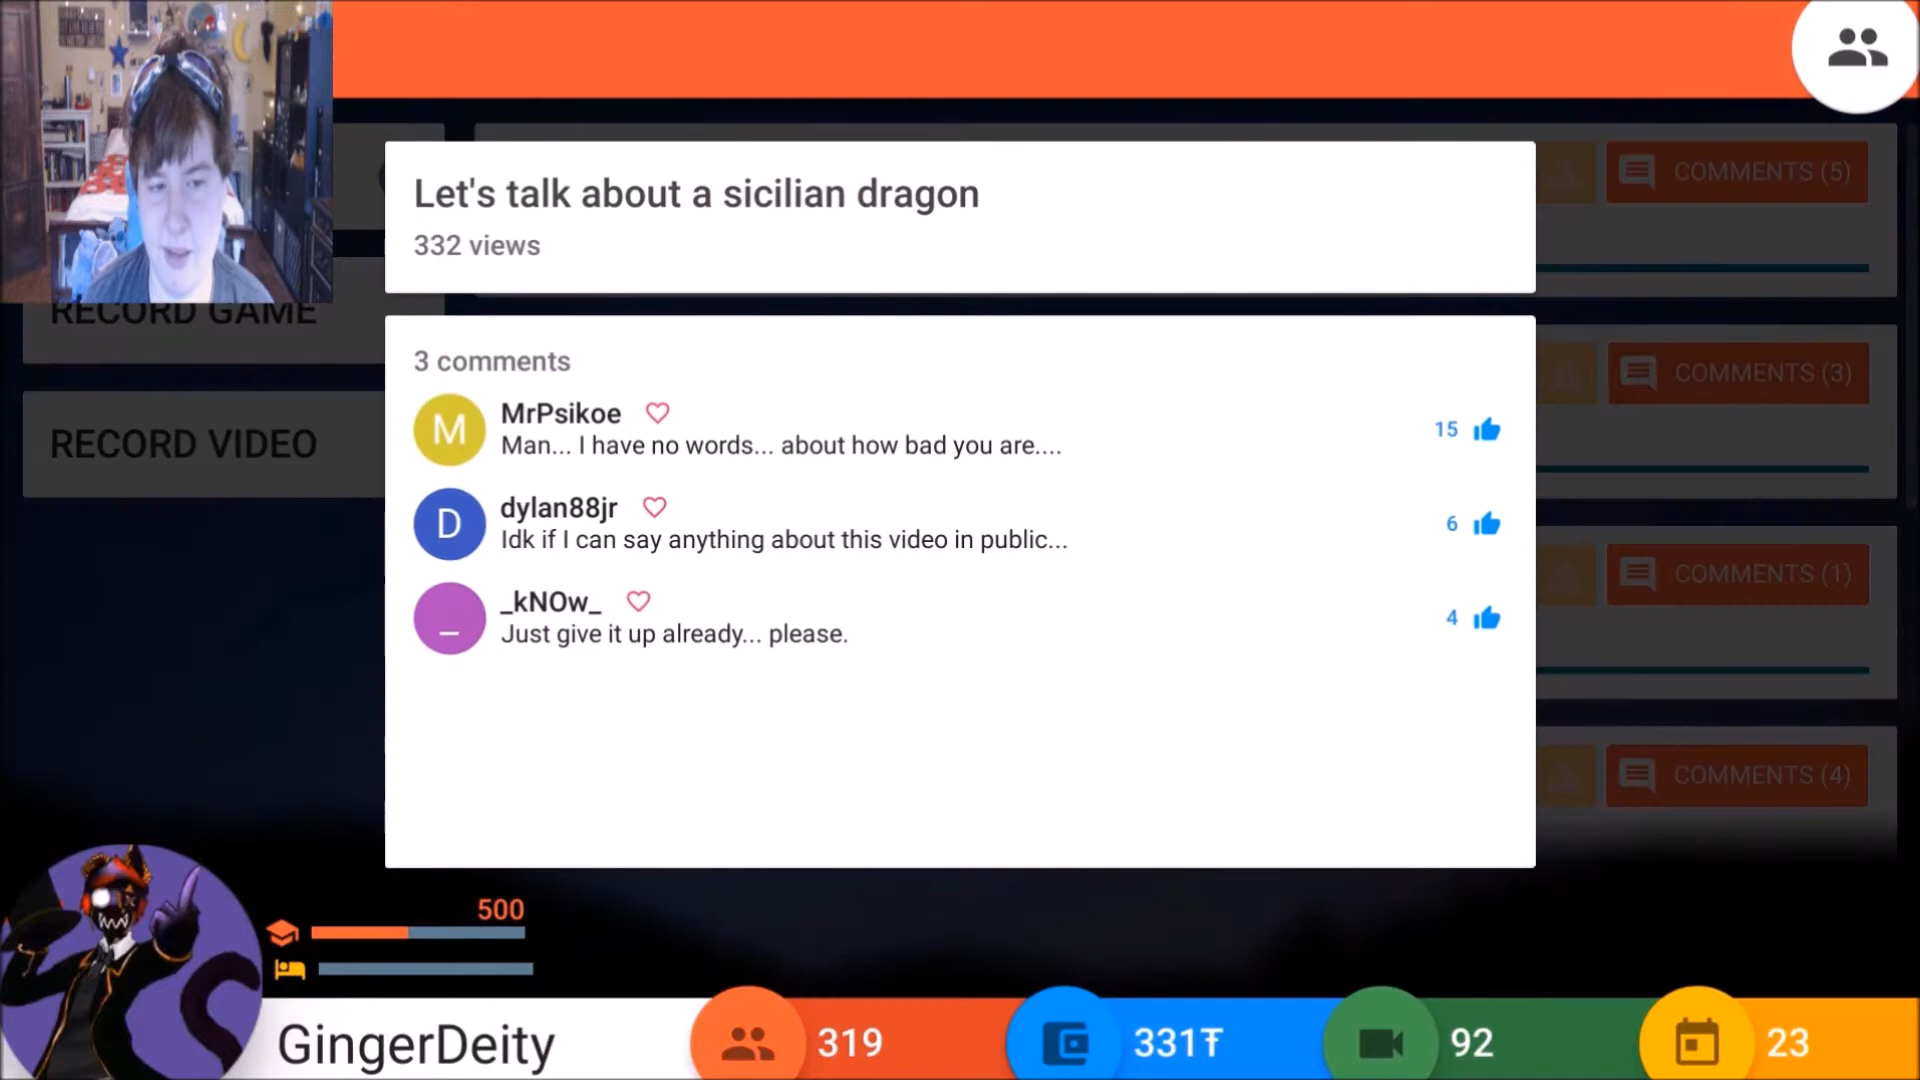 Let's talk about a sicilian dragon
332 views
3 comments
M
MrPsikoe
Man... I have no words... about how bad you are....
15
D
dylan88jr
Idk if I can say anything about this video in public...
6
_
_kNOw_
Just give it up already... please.
4
COMMENTS (5)
COMMENTS (3)
COMMENTS (1)
COMMENTS (4)
RECORD GAME
RECORD VIDEO
500
GingerDeity
319
331Ŧ
92
23